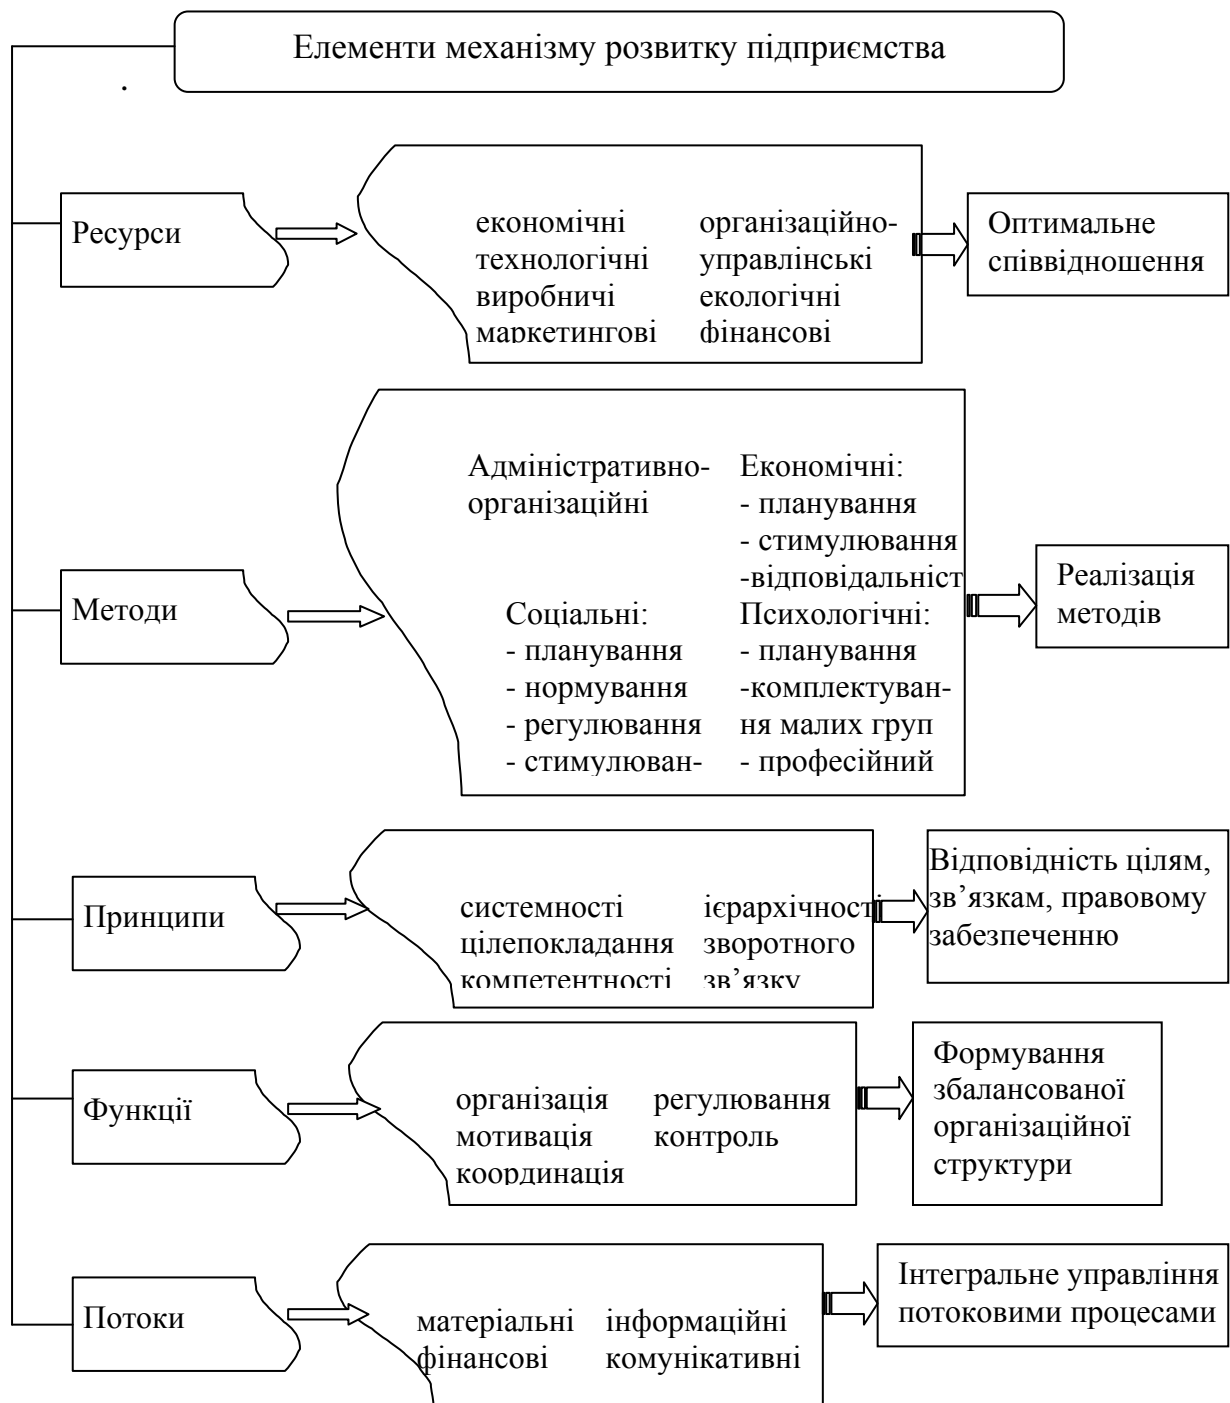 Елементи механізму розвитку підприємства
.
Ресурси
економічні
технологічні
виробничі
маркетингові
організаційно-
управлінські
екологічні
фінансові
Оптимальне
співвідношення
Методи
Адміністративно-
організаційні
Економічні:
- планування
- стимулювання
-відповідальніст
Соціальні:
- планування
- нормування
- регулювання
- стимулюван-
Психологічні:
- планування
-комплектуван-
ня малих груп
- професійний
Реалізація
методів
Принципи
системності
цілепокладання
компетентності
ієрархічності
зворотного
зв’язку
Відповідність цілям,
зв’язкам, правовому
забезпеченню
Функції
організація
мотивація
координація
регулювання
контроль
Формування
збалансованої
організаційної
структури
Потоки
матеріальні
фінансові
інформаційні
комунікативні
Інтегральне управління
потоковими процесами